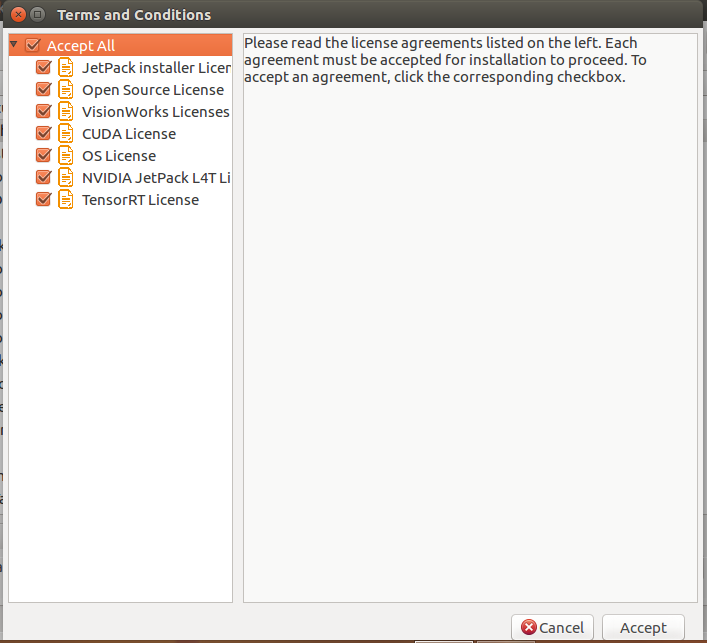 Terms and Conditions
Accept All
JetPack installer Licen
Open Source License
VisionWorks Licenses
CUDA License
OS License
NVIDIA JetPack L4T Li
TensorRT License
Please read the license agreements listed on the left. Each
agreement must be accepted for installation to proceed. To
accept an agreement, click the corresponding checkbox.
Cancel
Accept